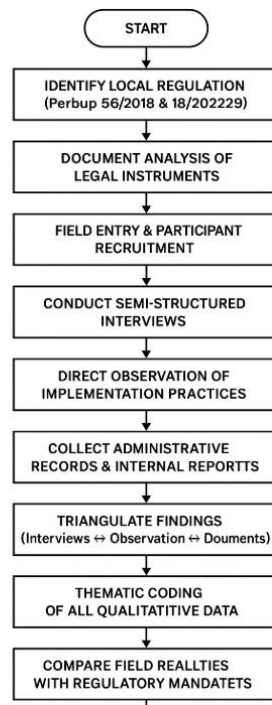 START
IDENTIFY LOCAL REGULATION
(Perbup 56/2018 & 18/202229)
DOCUMENT ANALYSIS OF
LEGAL INSTRUMENTS
FIELD ENTRY & PARTICIPANT
RECRUITMENT
CONDUCT SEMI-STRUCTURED
INTERVIEWS
DIRECT OBSERVATION OF
IMPLEMENTATION PRACTICES
COLLECT ADMINISTRATIVE
RECORDS & INTERNAL REPORTTS
TRIANGULATE FINDINGS
(Interviews ↔ Observation ↔ Douments)
THEMATIC CODING
OF ALL QUALITATITIVE DATA
COMPARE FIELD REALLTIES
WITH REGULATORY MANDATETS